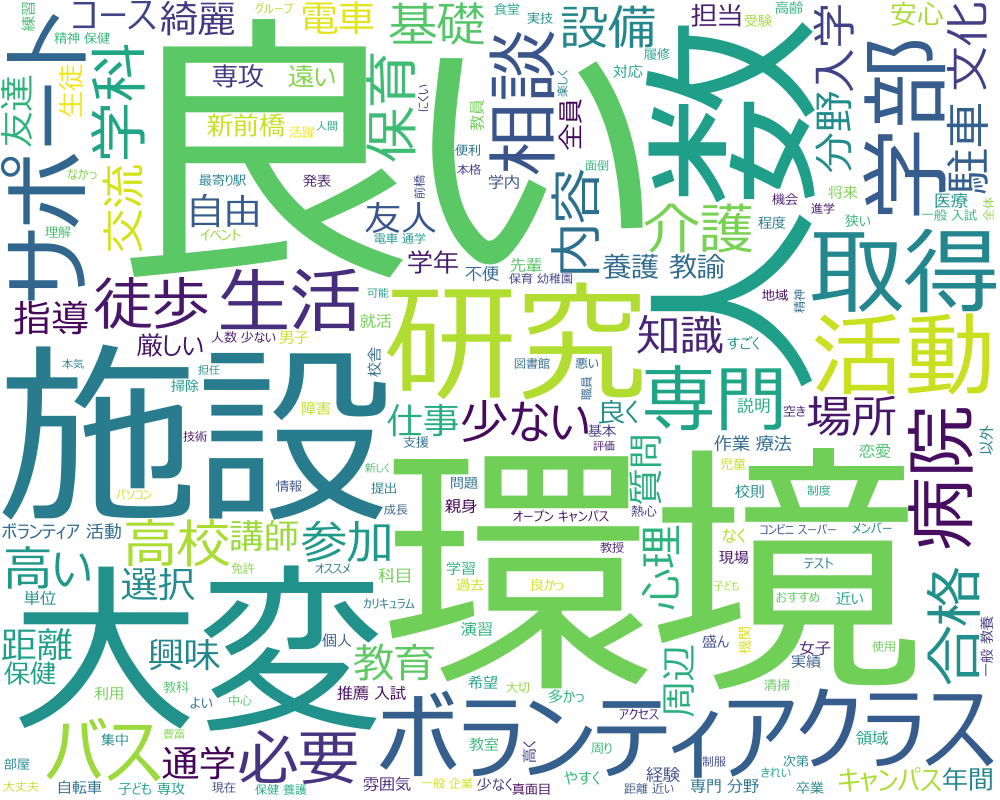 練習
コース
綺麗
電車
グループ
食堂
実技
設備
担当
受験
高齢
安心
精神 保健
基礎
入学
文化
サポート
友達
生徒
学科
専攻
遠い
保育
にくい
良い
教員
相談
楽しく
対応
履修
全員
人数
分野
学部
駐車
新前橋
活躍
人間
便利
本格
なかっ
交流
最寄り駅
発表
前橋
学内
内容
面倒
機会
進学
将来
医療
一般 入試
全体
理解
イベント
自由
友人
電車 通学
学年
不便
先輩
保育 幼稚園
養護 教諭
介護
程度
狭い
取得
指導
徒歩
生活
可能
就活
研究
知識
地域
精神
すごく
活動
厳しい
人数 少ない
男子
校舎
図書館
悪い
職員
専門
説明
空き
場所
病院
以外
本気
担任
掃除
施設
障害
仕事
少ない
良く
基本
評価
作業 療法
恋愛
技術
支援
環境
質問
児童
新しく
パソコン
情報
提出
問題
成長
親身
オープン キャンパス
熱心
校則
制度
ボランティア 活動
高校
講師
参加
教授
心理
なく
コンビニ スーパー
メンバー
現場
テスト
高い
選択
免許
オススメ
学習
科目
過去
良かっ
子ども
おすすめ
近い
合格
単位
大変
カリキュラム
距離
保健
興味
個人
演習
教育
周辺
盛ん
機関
女子
実績
使用
一般 教養
利用
教科
よい
中心
推薦 入試
希望
大切
多かっ
清掃
バス
豊富
集中
通学
必要
ボランティア
アクセス
クラス
教室
周り
高く
制服
次第
領域
部屋
大丈夫
自転車
子ども 専攻
現在
保健 養護
雰囲気
一般 企業
少なく
真面目
やすく
距離 近い
経験
専門 分野
きれい
卒業
キャンパス
年間